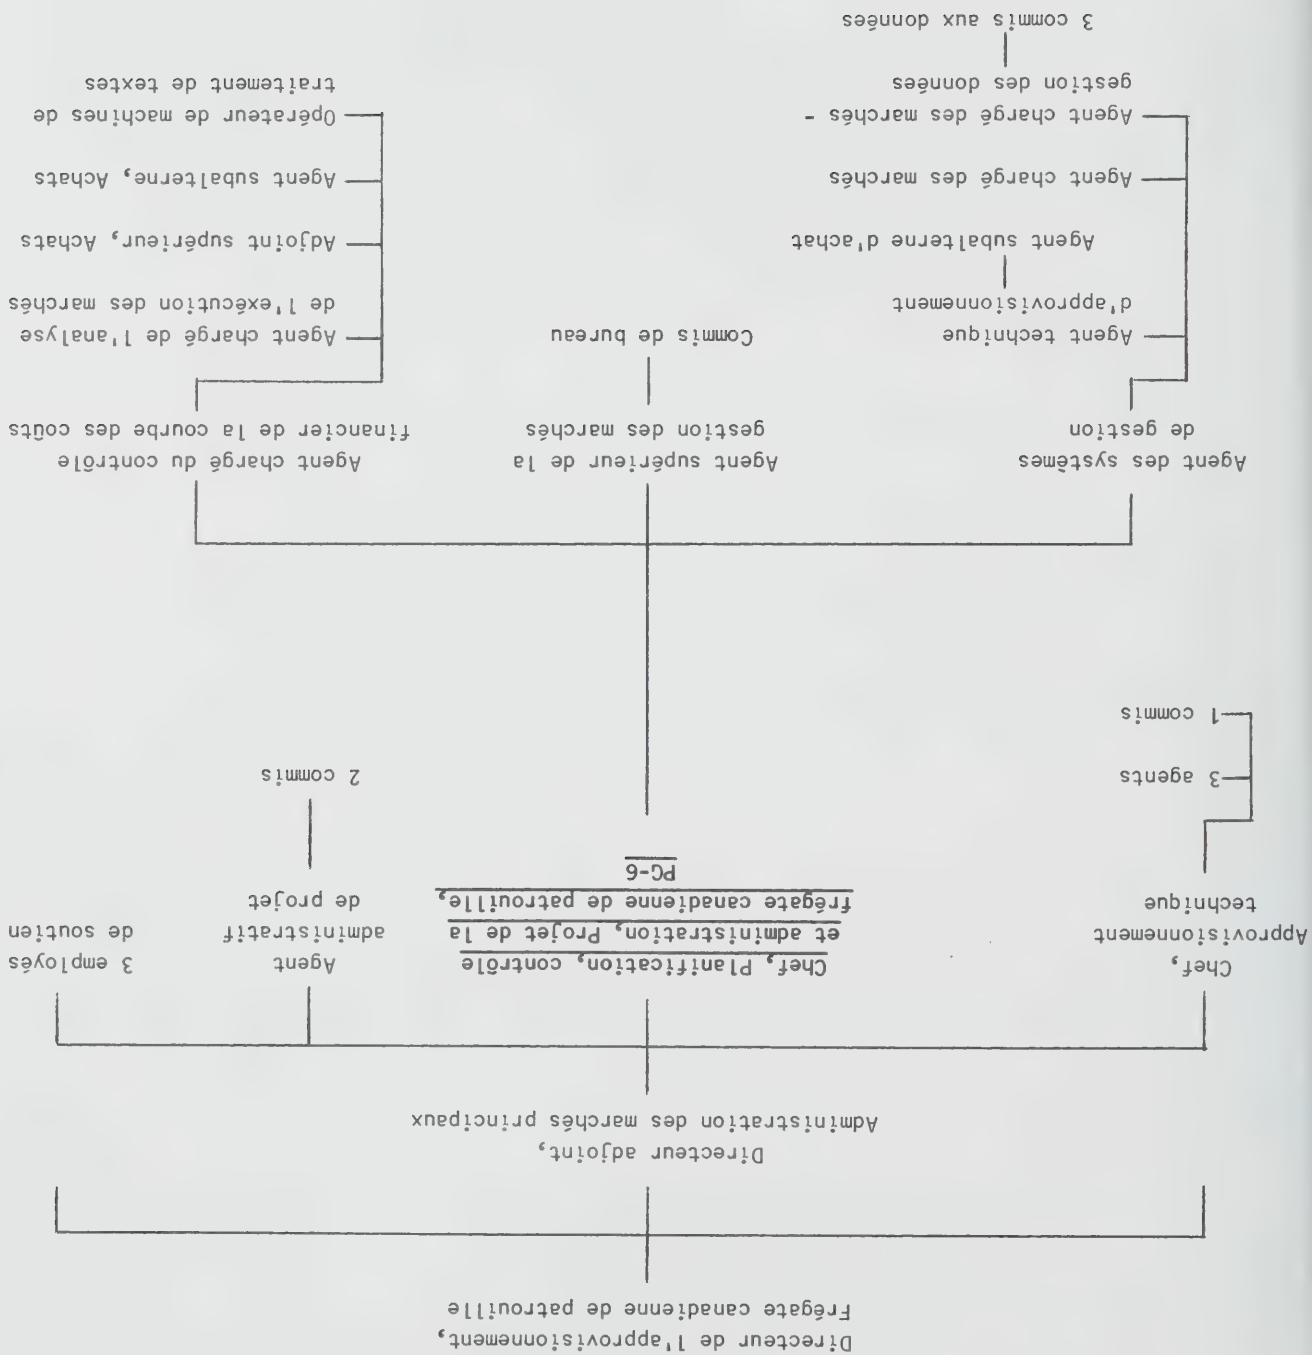 Directeur de l'approvisionnement,
Frégate canadienne de patrouille
Directeur adjoint,
Administration des marchés principaux
Chef,
Approvisionnement
technique
3 agents
1 commis
Chef, Planification, contrôle
et administration, Projet de la
frégate canadienne de patrouille,
PG-6
Agent
administratif
de projet
2 commis
3 employés
de soutien
Agent des systèmes
de gestion
Agent technique
d'approvisionnement
Agent subalterne d'achat
Agent chargé des marchés
Agent chargé des marchés -
gestion des données
3 commis aux données
Agent supérieur de la
gestion des marchés
Commis de bureau
Agent chargé du contrôle
financier de la courbe des coûts
Agent chargé de l'analyse
de l'exécution des marchés
Adjoint supérieur, Achats
Agent subalterne, Achats
Opérateur de machines de
traitement de textes